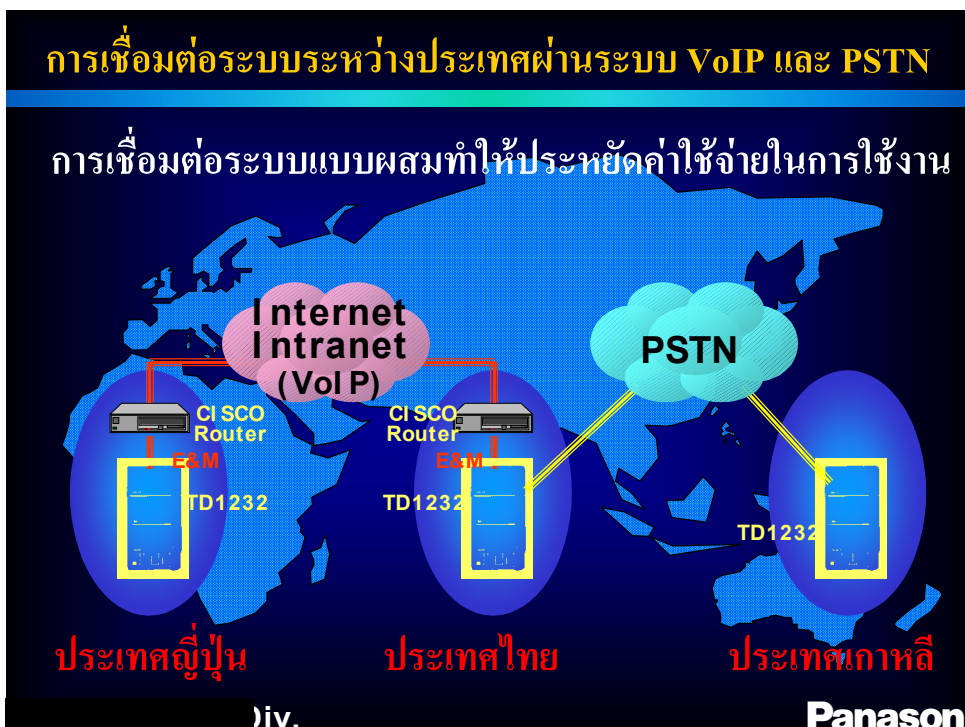 การเชื่อมต่อระบบระหว่างประเทศผ่านระบบ VoIP และ PSTN
การเชื่อมต่อระบบแบบผสมทำให้ประหยัดค่าใช้จ่ายในการใช้งาน
Internet
Intranet
(VoIP)
PSTN
CISCO
Router
E&M
TD1232
CISCO
Router
E&M
TD1232
TD1232
ประเทศญี่ปุ่น
ประเทศไทย
ประเทศเกาหลี
Div.
Panason